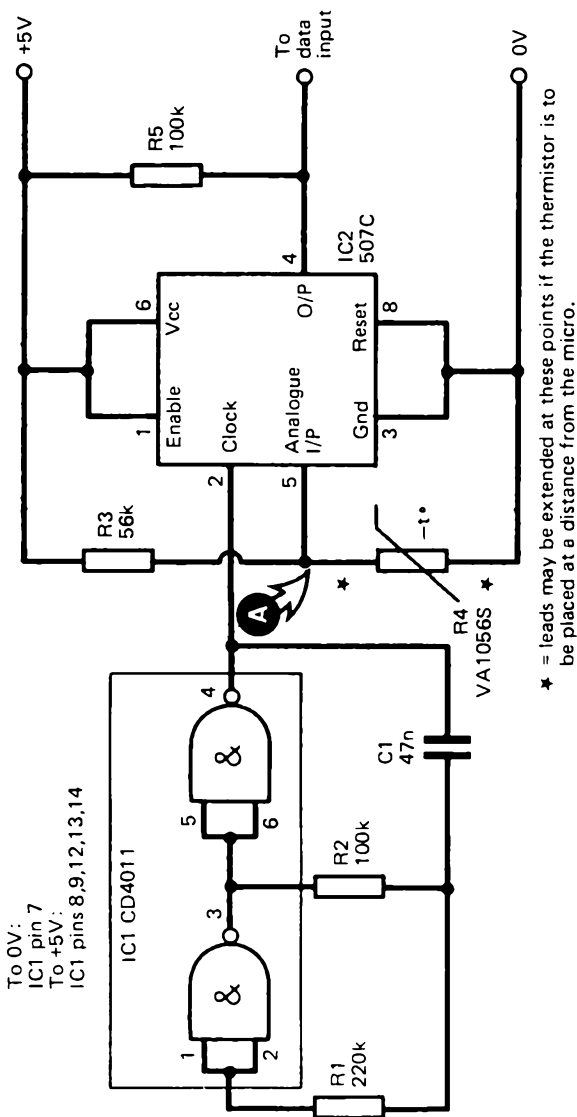 To 0V:
IC1 pin 7
To +5V:
IC1 pins 8,9,12,13,14
IC1 CD4011
1
2
&
3
5
6
&
4
R1
220k
R2
100k
C1
47n
R3
56k
A
★
R4
VA1056S
-t°
★
1
Enable
6
Vcc
2
Clock
5
Analogue
I/P
3
Gnd
8
Reset
4
O/P
IC2
507C
R5
100k
+5V
To
data
input
0V
★ = leads may be extended at these points if the thermistor is to
be placed at a distance from the micro.